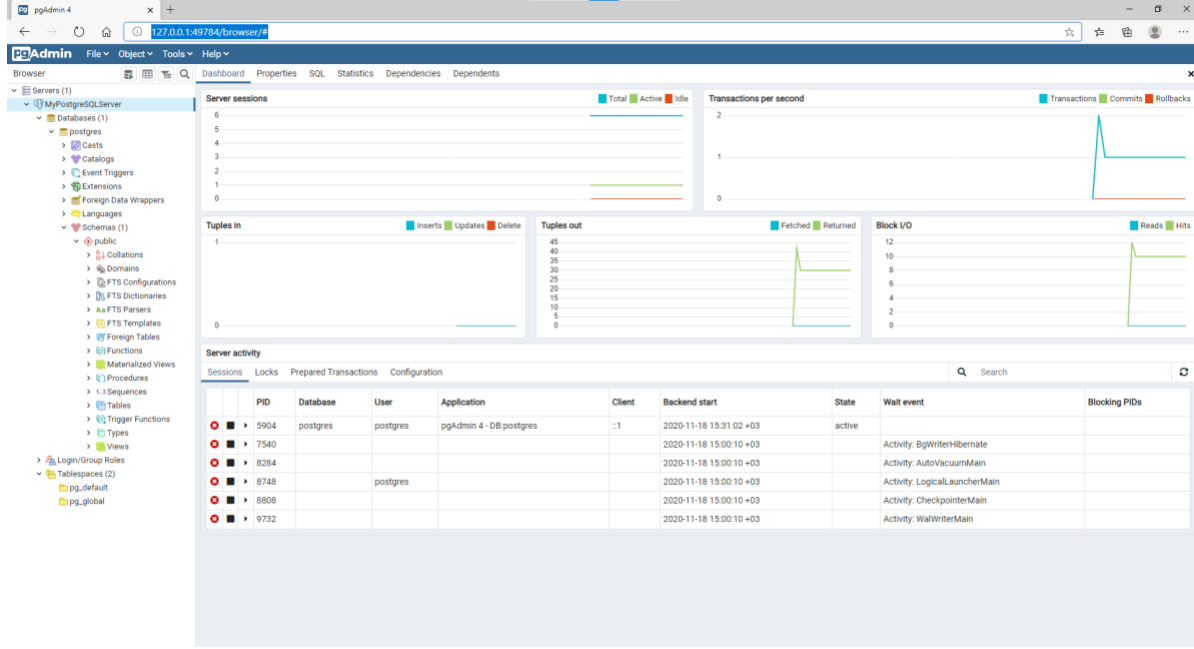 pgAdmin 4
127.0.0.1:49784/browser/#
PgAdmin File Object Tools Help
Browser
Dashboard Properties SQL Statistics Dependencies Dependents
Servers (1)
MyPostgreSQLServer
Databases (1)
postgres
Casts
Catalogs
Event Triggers
Extensions
Foreign Data Wrappers
Languages
Schemas (1)
public
Collations
Domains
FTS Configurations
FTS Dictionaries
Aa FTS Parsers
FTS Templates
Foreign Tables
Functions
Materialized Views
Procedures
1..3 Sequences
Tables
Trigger Functions
Types
Views
Login/Group Roles
Tablespaces (2)
pg_default
pg_global
Server sessions Total Active Idle
6
5
4
3
2
1
0
Transactions per second Transactions Commits Rollbacks
2
1
0
Tuples in Inserts Updates Delete
1
0
Tuples out Fetched Returned
45
40
35
30
25
20
15
10
5
0
Block I/O Reads Hits
12
10
8
6
4
2
0
Server activity
Sessions Locks Prepared Transactions Configuration Search
PID Database User Application Client Backend start State Wait event Blocking PIDs
5904 postgres postgres pgAdmin 4 - DB:postgres ::1 2020-11-18 15:31:02 +03 active
7540 2020-11-18 15:00:10 +03 Activity: BgWriterHibernate
8284 2020-11-18 15:00:10 +03 Activity: AutoVacuumMain
8748 postgres 2020-11-18 15:00:10 +03 Activity: LogicalLauncherMain
8808 2020-11-18 15:00:10 +03 Activity: CheckpointerMain
9732 2020-11-18 15:00:10 +03 Activity: WalWriterMain